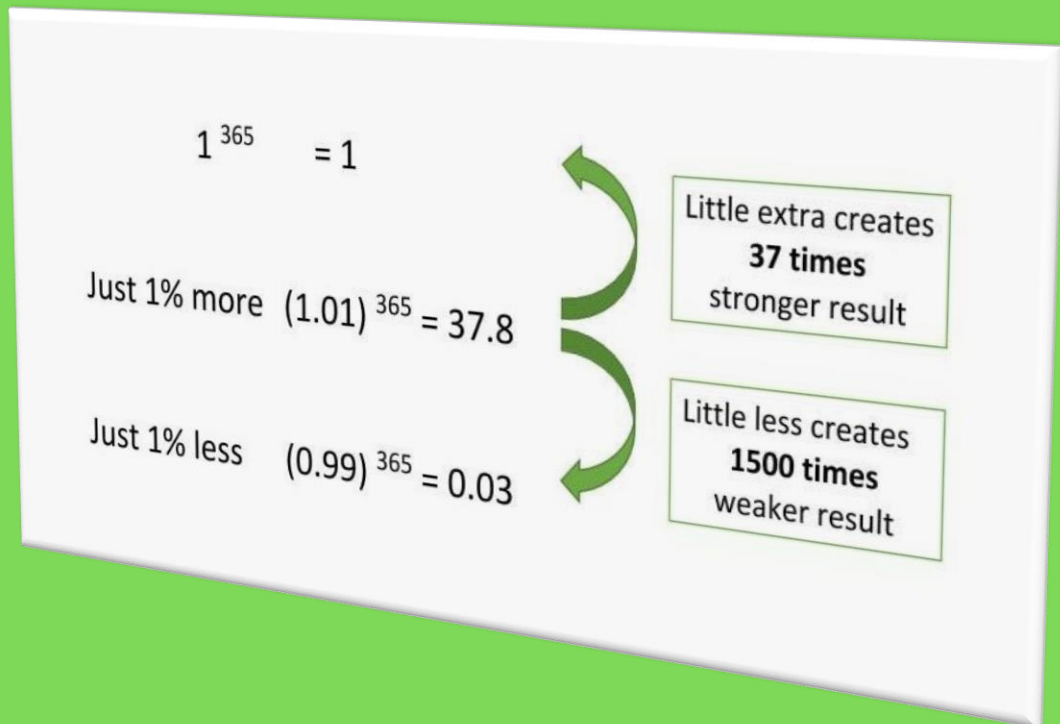 1 365 = 1
Little extra creates
37 times
stronger result
Just 1% more (1.01) 365 = 37.8
Just 1% less (0.99) 365 = 0.03
Little less creates
1500 times
weaker result